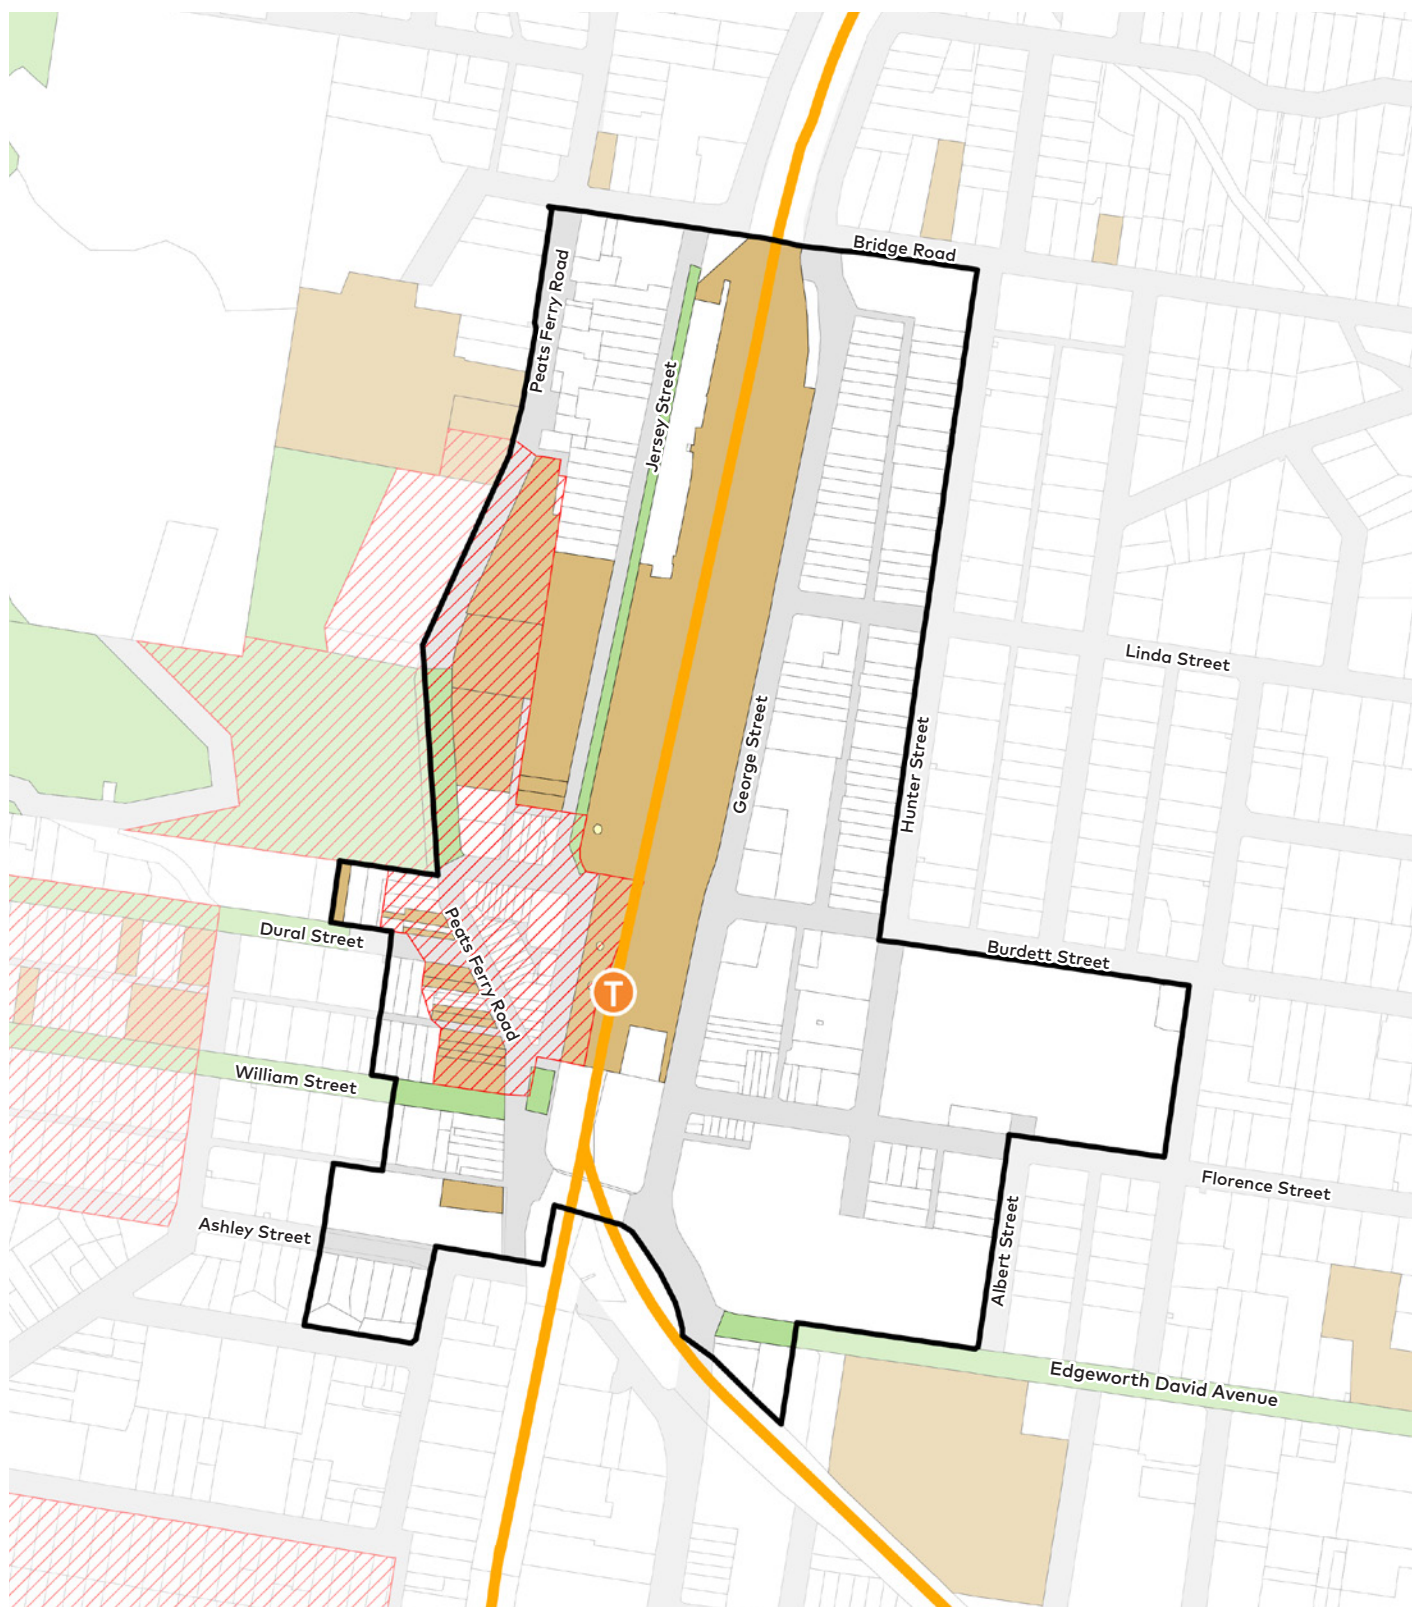 Bridge Road
Peats Ferry Road
Jersey Street
Linda Street
George Street
Hunter Street
Dural Street
Peats Ferry Road
Burdett Street
T
William Street
Florence Street
Ashley Street
Albert Street
Edgeworth David Avenue